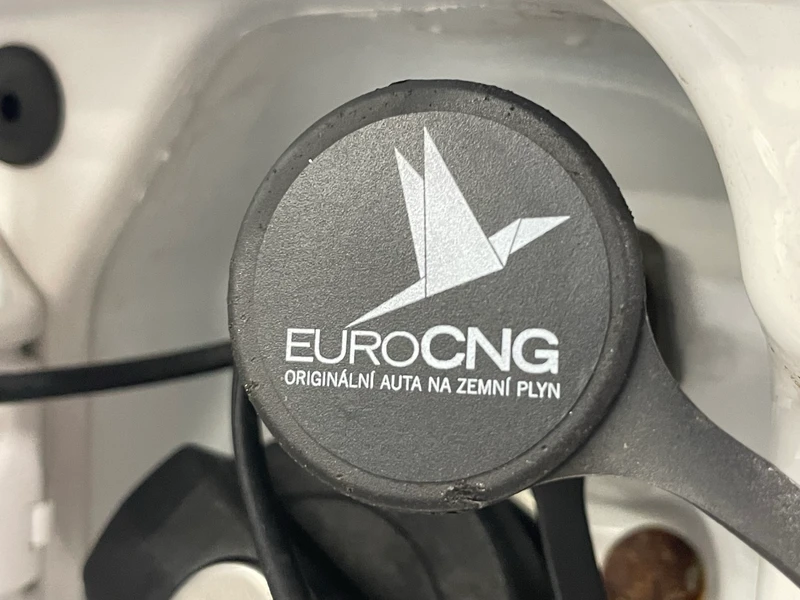 EUROCNG
ORIGINÁLNÍ AUTA NA ZEMNÍ PLYN